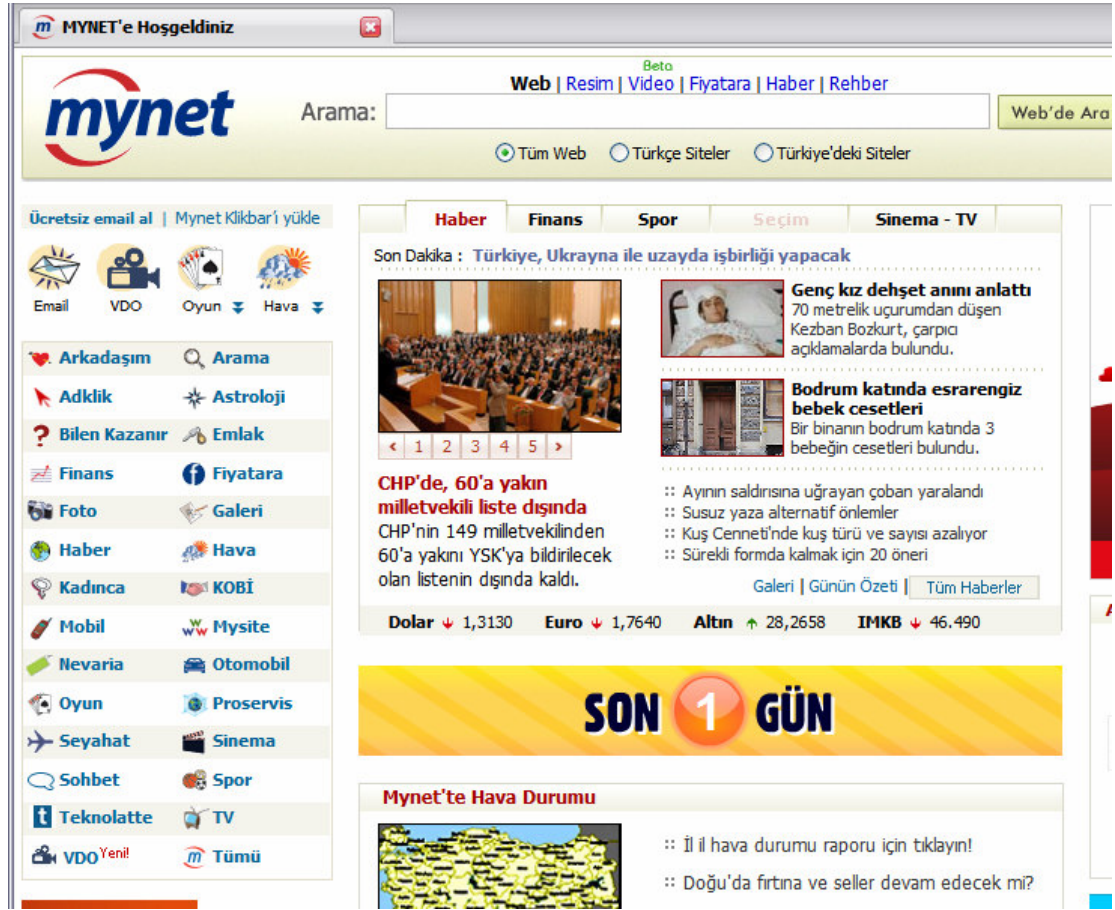 MYNET'e Hoşgeldiniz
mynet
Beta
Web | Resim | Video | Fiyatara | Haber | Rehber
Arama:
Web'de Ara
Tüm Web Türkçe Siteler Türkiye'deki Siteler
Ücretsiz email al | Mynet Klikbar'ı yükle
Email VDO Oyun Hava
Arkadaşım Arama
Adklik Astroloji
Bilen Kazanır Emlak
Finans Fiyatara
Foto Galeri
Haber Hava
Kadınca KOBİ
Mobil Mysite
Nevaria Otomobil
Oyun Proservis
Seyahat Sinema
Sohbet Spor
Teknolatte TV
VDO Yeni! Tümü
Haber Finans Spor Seçim Sinema - TV
Son Dakika : Türkiye, Ukrayna ile uzayda işbirliği yapacak
< 1 2 3 4 5 >
CHP'de, 60'a yakın
milletvekili liste dışında
CHP'nin 149 milletvekilinden
60'a yakını YSK'ya bildirilecek
olan listenin dışında kaldı.
Genç kız dehşet anını anlattı
70 metrelik uçurumdan düşen
Kezban Bozkurt, çarpıcı
açıklamalarda bulundu.
Bodrum katında esrarengiz
bebek cesetleri
Bir binanın bodrum katında 3
bebeğin cesetleri bulundu.
:: Ayının saldırısına uğrayan çoban yaralandı
:: Susuz yaza alternatif önlemler
:: Kuş Cenneti'nde kuş türü ve sayısı azalıyor
:: Sürekli formda kalmak için 20 öneri
Galeri | Günün Özeti | Tüm Haberler
Dolar 1,3130 Euro 1,7640 Altın 28,2658 IMKB 46.490
SON 1 GÜN
Mynet'te Hava Durumu
:: İl il hava durumu raporu için tıklayın!
:: Doğu'da fırtına ve seller devam edecek mi?